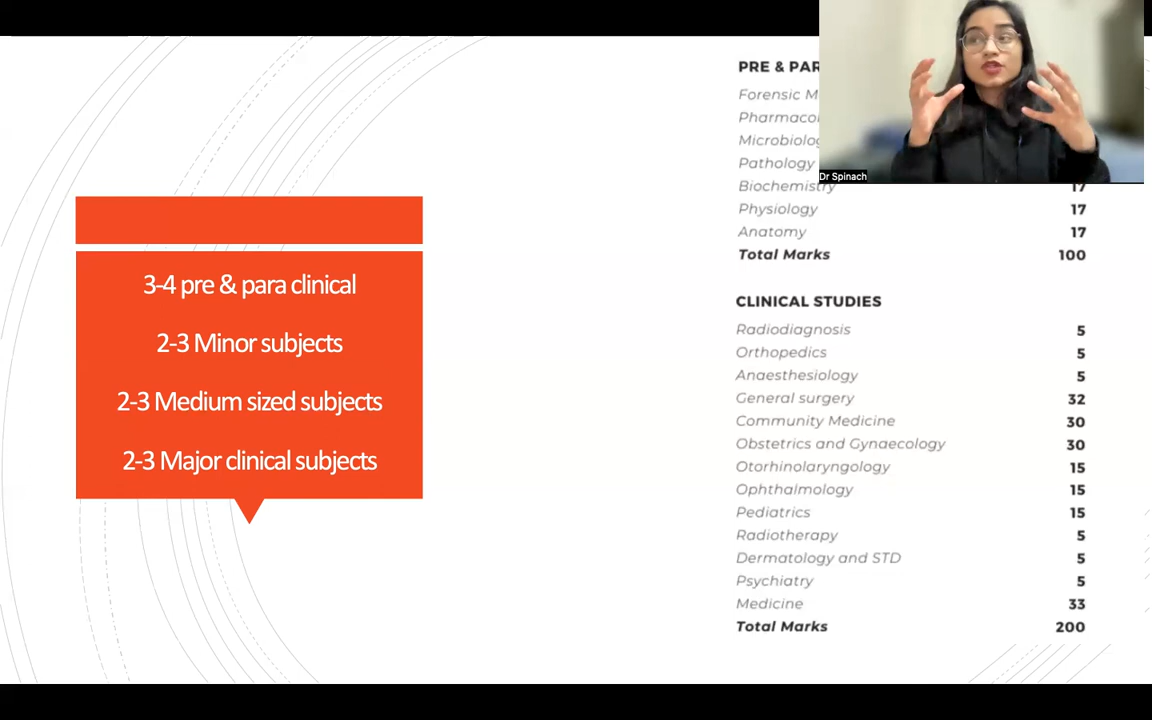 3-4 pre & para clinical
2-3 Minor subjects
2-3 Medium sized subjects
2-3 Major clinical subjects
PRE &
Forensic
Pathology
Biochemistry 17
Physiology 17
Anatomy 17
Total Marks 100
CLINICAL STUDIES
Radiodiagnosis 5
Orthopedics 5
Anaesthesiology 5
General surgery 32
Community Medicine 30
Obstetrics and Gynaecology 30
Otorhinolaryngology 15
Ophthalmology 15
Pediatrics 15
Radiotherapy 5
Dermatology and STD 5
Psychiatry 5
Medicine 33
Total Marks 200
Dr Spinach